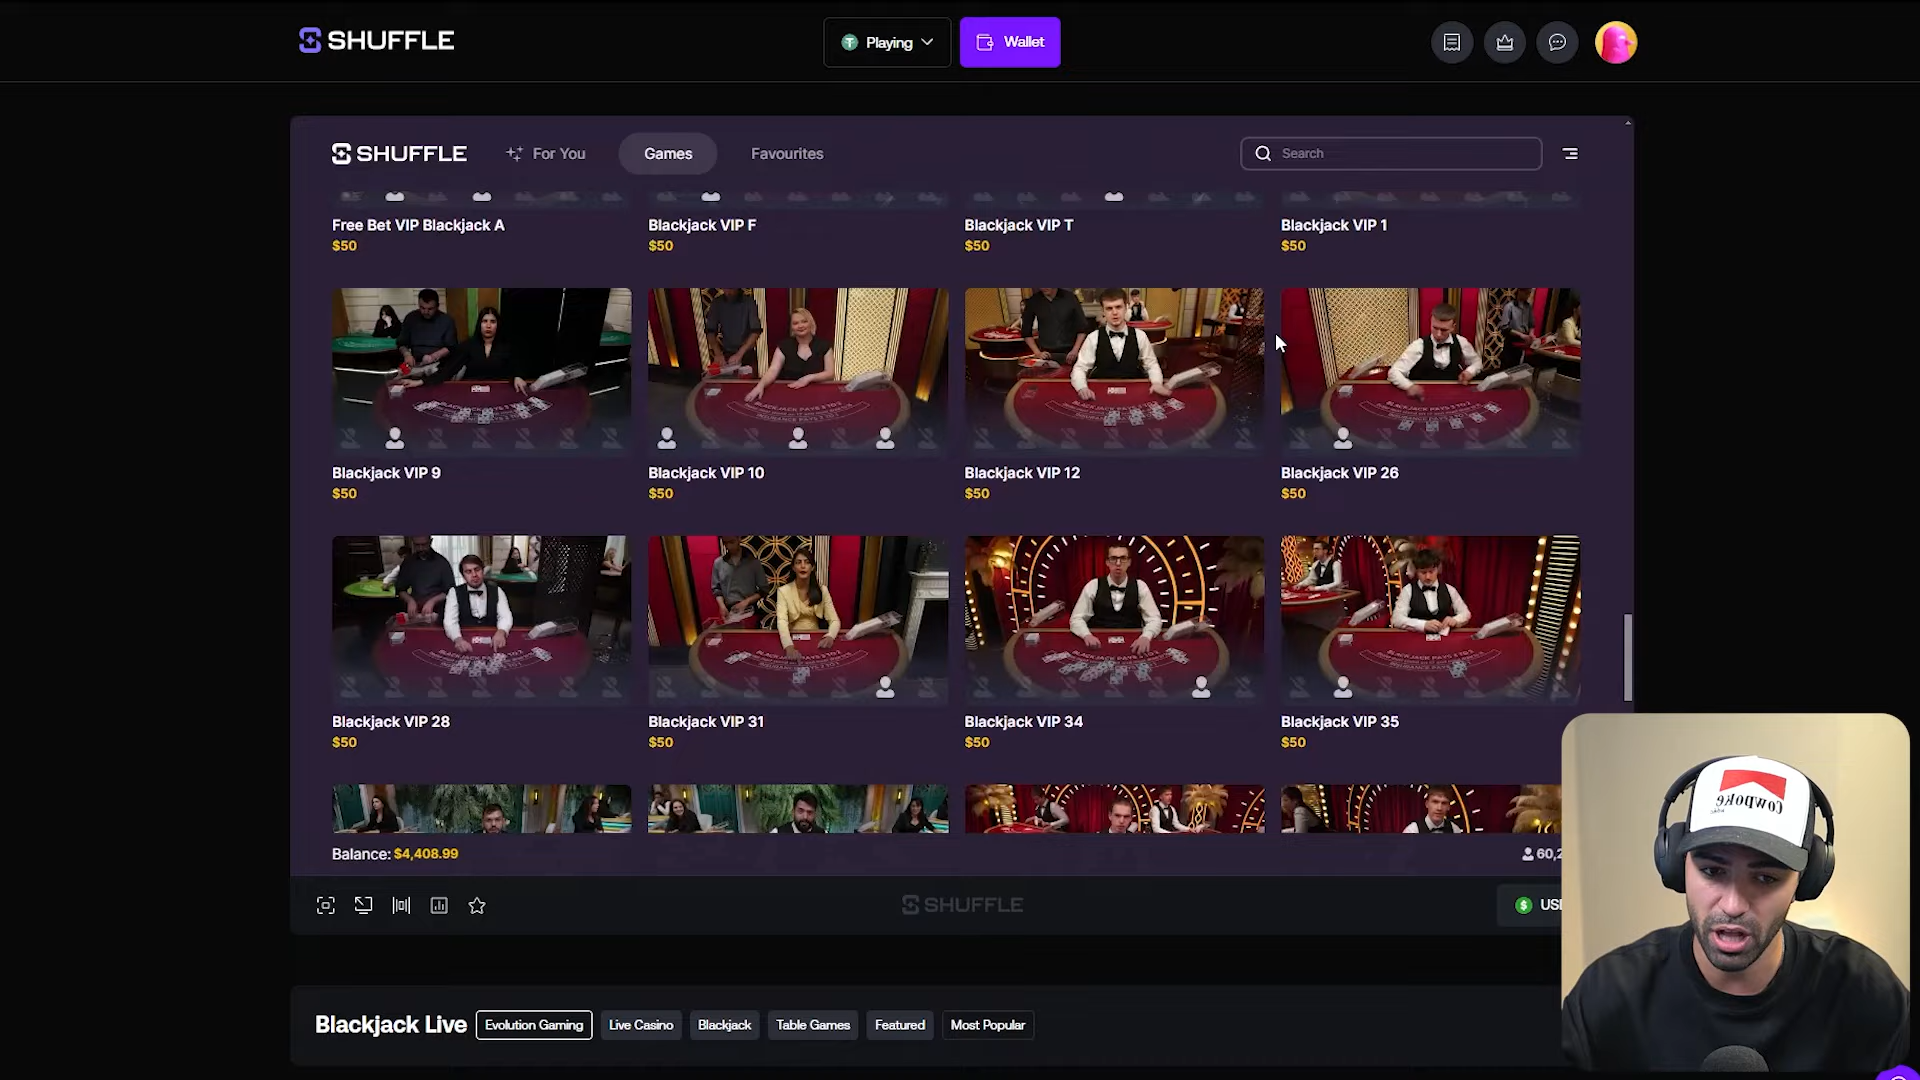 SHUFFLE
Playing
Wallet
SHUFFLE
For You
Games
Favourites
Search
Free Bet VIP Blackjack A
$50
Blackjack VIP F
$50
Blackjack VIP T
$50
Blackjack VIP 1
$50
Blackjack VIP 9
$50
Blackjack VIP 10
$50
Blackjack VIP 12
$50
Blackjack VIP 26
$50
Blackjack VIP 28
$50
Blackjack VIP 31
$50
Blackjack VIP 34
$50
Blackjack VIP 35
$50
Balance: $4,408.99
60,2
SHUFFLE
Cowpoke
Blackjack Live
Evolution Gaming
Live Casino
Blackjack
Table Games
Featured
Most Popular